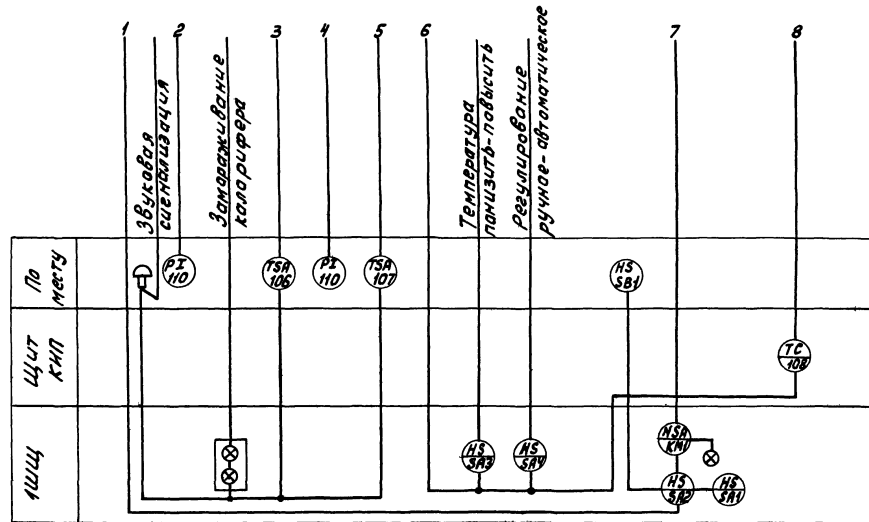 1
2
3
4
5
6
7
8
Звуковая
сигнализация
Замораживание
калорифера
Температура
понизить-повысить
Регулирование
ручное-автоматическое
По
месту
PI
110
TSA
106
PI
110
TSA
107
HS
SB1
Щит
КИП
TC
108
1ЩЩ
HS
SA3
HS
SA4
HSA
KM1
HS
SA2
HS
SA1